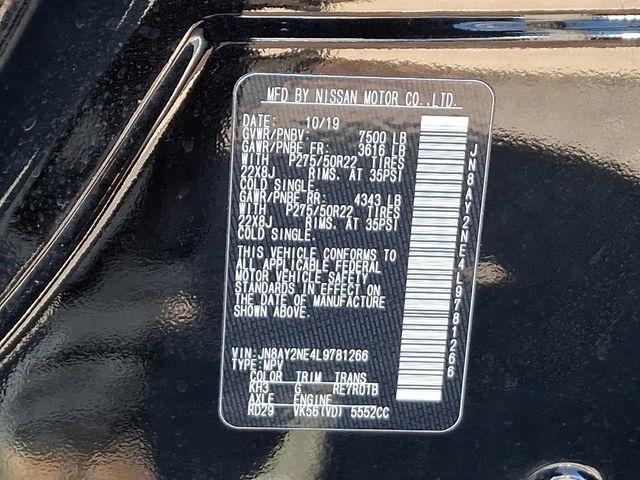 MFD BY NISSAN MOTOR CO.,LTD.
DATE: 10/19
GVWR/PNBV: 7500 LB
GAWR/PNBE FR: 3616 LB
WITH P275/50R22 TIRES
22X8J RIMS. AT 35PSI
COLD SINGLE.
GAWR/PNBE RR: 4343 LB
WITH P275/50R22 TIRES
22X8J RIMS. AT 35PSI
COLD SINGLE.
THIS VEHICLE CONFORMS TO
ALL APPLICABLE FEDERAL
MOTOR VEHICLE SAFETY
STANDARDS IN EFFECT ON
THE DATE OF MANUFACTURE
SHOWN ABOVE.
VIN:JN8AY2NE4L9781266
TYPE:MPV
COLOR TRIM TRANS
KH3 G RE7R01B
AXLE ENGINE
RD29 VK56(VD) 5552CC
JN8AY2NE4L9781266